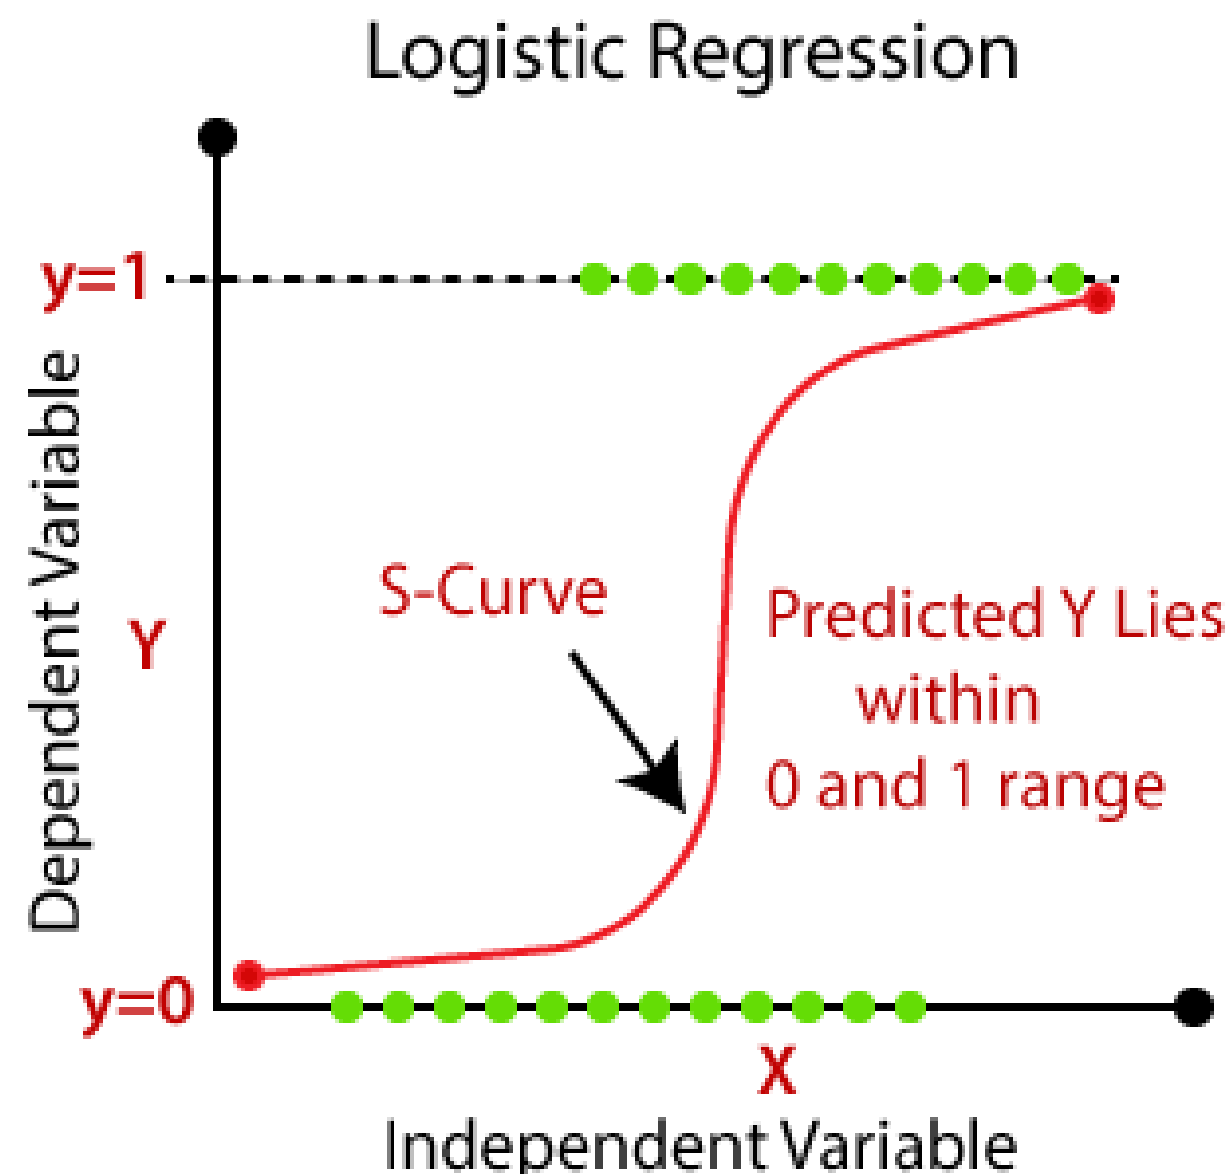 Logistic Regression
y=1
Dependent Variable
Y
S-Curve
Predicted Y Lies
within
0 and 1 range
y=0
X
Independent Variable